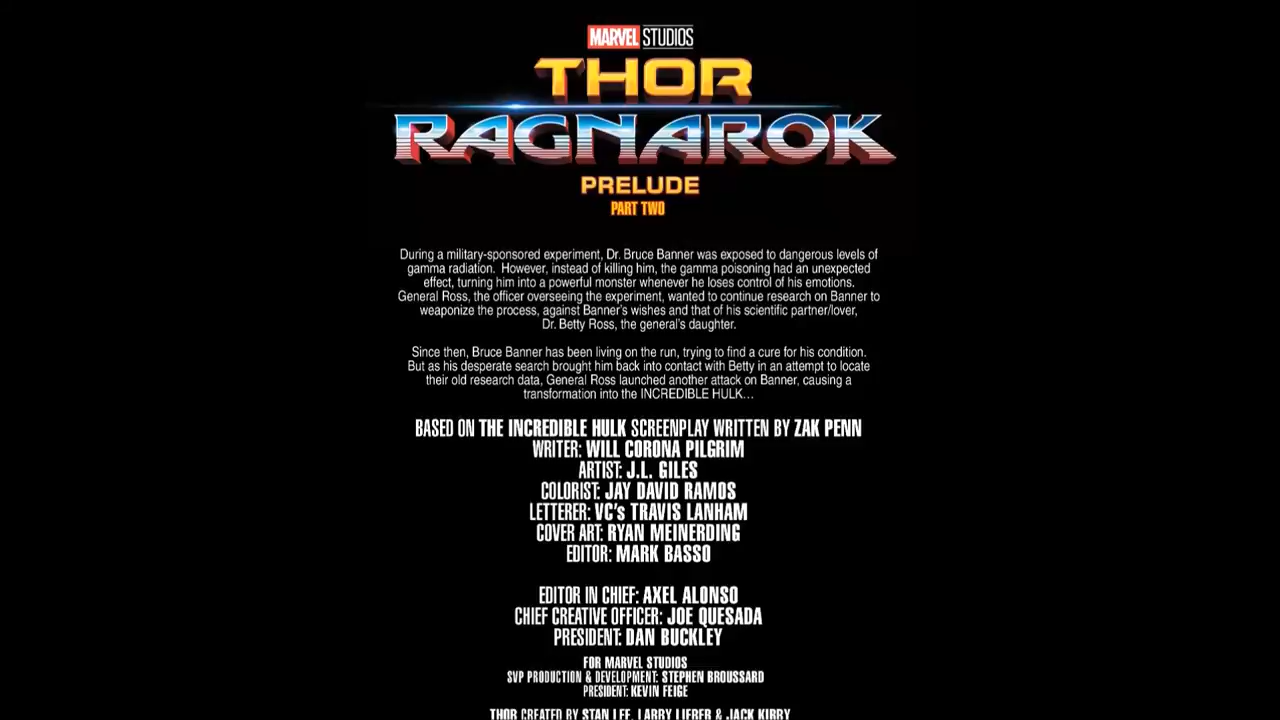 MARVEL STUDIOS
THOR
RAGNAROK
PRELUDE
PART TWO
During a military-sponsored experiment, Dr. Bruce Banner was exposed to dangerous levels of
gamma radiation. However, instead of killing him, the gamma poisoning had an unexpected
effect, turning him into a powerful monster whenever he loses control of his emotions.
General Ross, the officer overseeing the experiment, wanted to continue research on Banner to
weaponize the process, against Banner's wishes and that of his scientific partner/lover,
Dr. Betty Ross, the general's daughter.
Since then, Bruce Banner has been living on the run, trying to find a cure for his condition.
But as his desperate search brought him back into contact with Betty in an attempt to locate
their old research data, General Ross launched another attack on Banner, causing a
transformation into the INCREDIBLE HULK...
BASED ON THE INCREDIBLE HULK SCREENPLAY WRITTEN BY ZAK PENN
WRITER: WILL CORONA PILGRIM
ARTIST: J.L. GILES
COLORIST: JAY DAVID RAMOS
LETTERER: VC's TRAVIS LANHAM
COVER ART: RYAN MEINERDING
EDITOR: MARK BASSO
EDITOR IN CHIEF: AXEL ALONSO
CHIEF CREATIVE OFFICER: JOE QUESADA
PRESIDENT: DAN BUCKLEY
FOR MARVEL STUDIOS
SVP PRODUCTION & DEVELOPMENT: STEPHEN BROUSSARD
PRESIDENT: KEVIN FEIGE
THOR CREATED BY STAN LEE, LARRY LIEBER & JACK KIRBY